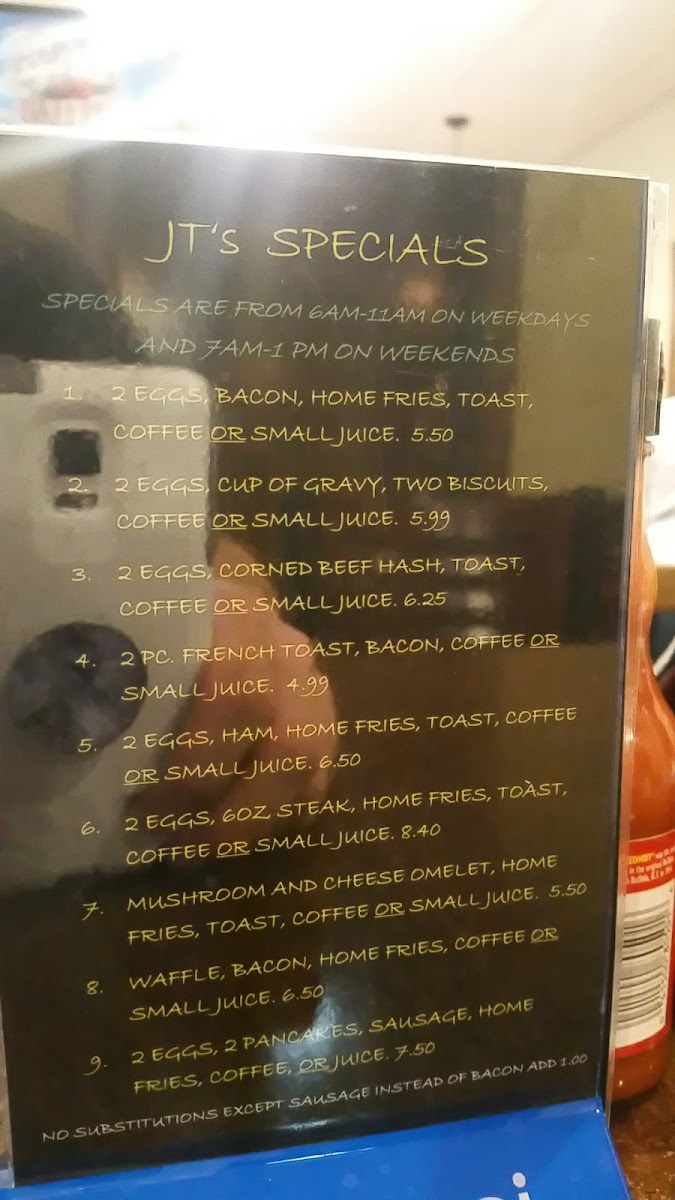 JT's SPECIALS
SPECIALS ARE FROM 6AM-11AM ON WEEKDAYS
AND 7AM-1 PM ON WEEKENDS
1. 2 EGGS, BACON, HOME FRIES, TOAST,
COFFEE OR SMALL JUICE. 5.50
2. 2 EGGS, CUP OF GRAVY, TWO BISCUITS,
COFFEE OR SMALL JUICE. 5.99
3. 2 EGGS, CORNED BEEF HASH, TOAST,
COFFEE OR SMALL JUICE. 6.25
4. 2 PC. FRENCH TOAST, BACON, COFFEE OR
SMALL JUICE. 4.99
5. 2 EGGS, HAM, HOME FRIES, TOAST, COFFEE
OR SMALL JUICE. 6.50
6. 2 EGGS, 6OZ STEAK, HOME FRIES, TOAST,
COFFEE OR SMALL JUICE. 8.40
7. MUSHROOM AND CHEESE OMELET, HOME
FRIES, TOAST, COFFEE OR SMALL JUICE. 5.50
8. WAFFLE, BACON, HOME FRIES, COFFEE OR
SMALL JUICE. 6.50
9. 2 EGGS, 2 PANCAKES, SAUSAGE, HOME
FRIES, COFFEE, OR JUICE. 7.50
NO SUBSTITUTIONS EXCEPT SAUSAGE INSTEAD OF BACON ADD 1.00